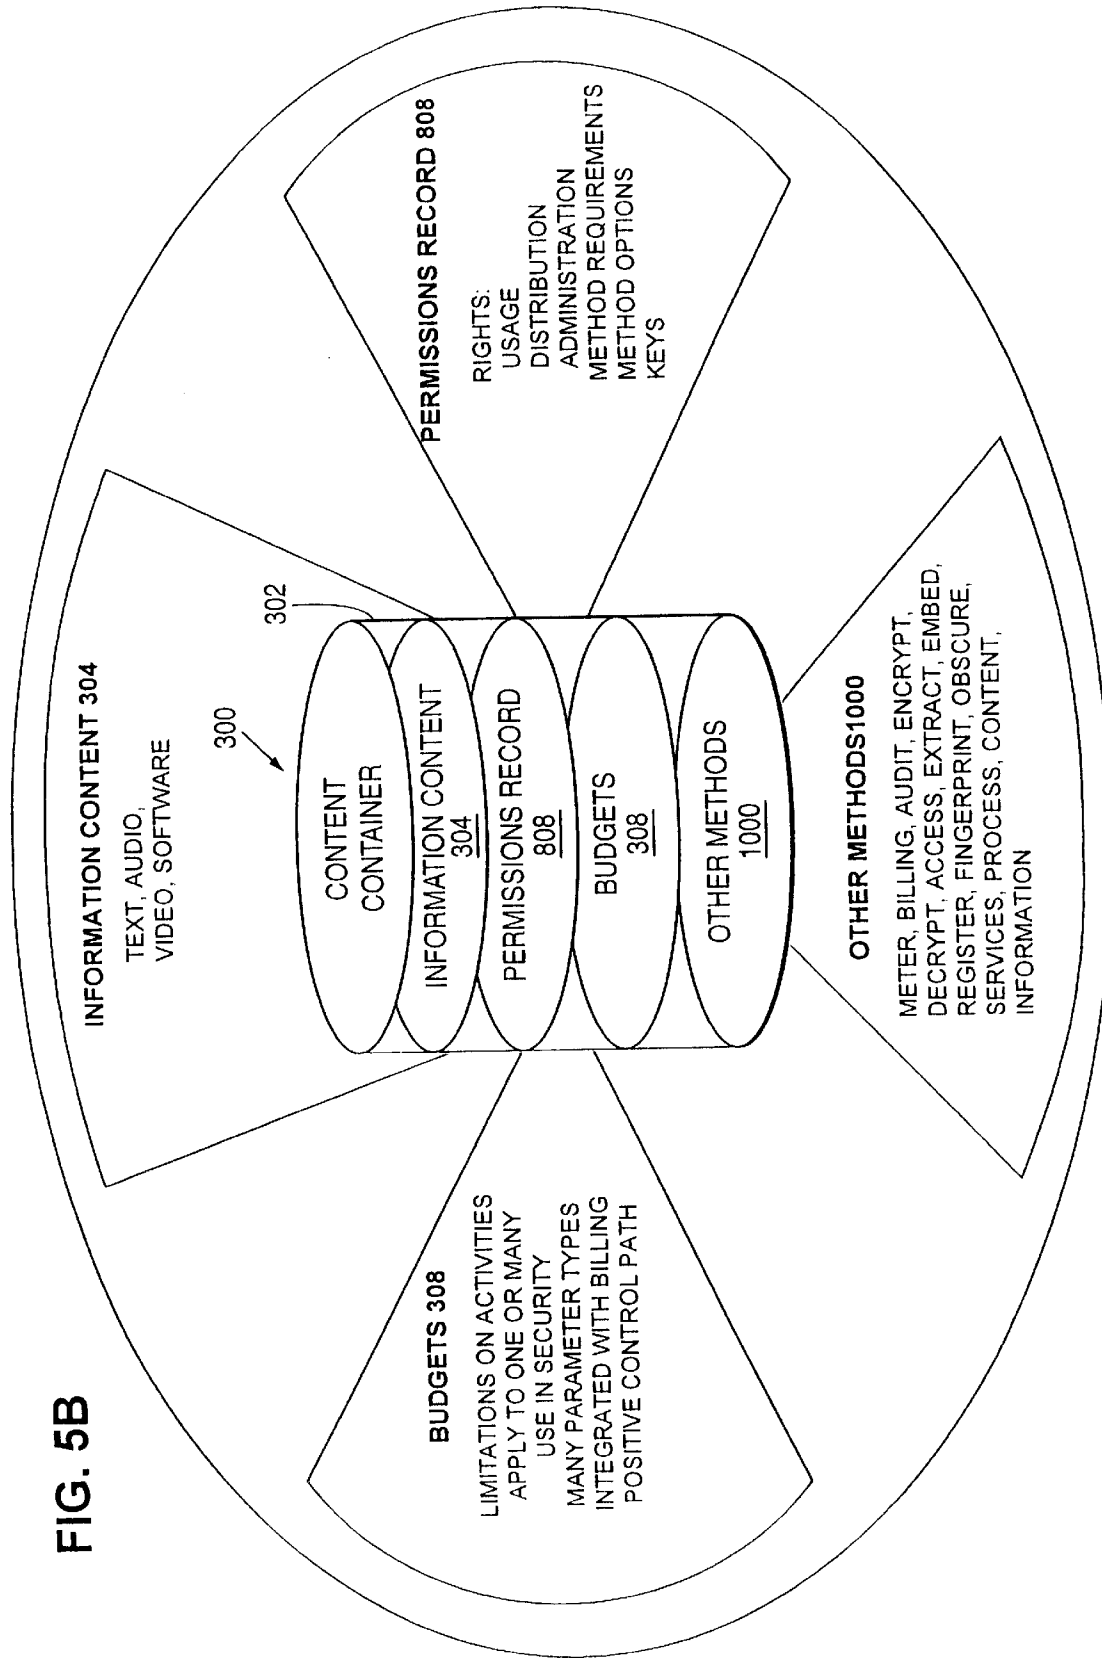 FIG. 5B
INFORMATION CONTENT 304
TEXT, AUDIO,
VIDEO, SOFTWARE
300
302
CONTENT
CONTAINER
INFORMATION CONTENT
304
PERMISSIONS RECORD
808
BUDGETS
308
OTHER METHODS
1000
BUDGETS 308
LIMITATIONS ON ACTIVITIES
APPLY TO ONE OR MANY
USE IN SECURITY
MANY PARAMETER TYPES
INTEGRATED WITH BILLING
POSITIVE CONTROL PATH
PERMISSIONS RECORD 808
RIGHTS:
USAGE
DISTRIBUTION
ADMINISTRATION
METHOD REQUIREMENTS
METHOD OPTIONS
KEYS
OTHER METHODS1000
METER, BILLING, AUDIT, ENCRYPT,
DECRYPT, ACCESS, EXTRACT, EMBED,
REGISTER, FINGERPRINT, OBSCURE,
SERVICES, PROCESS, CONTENT,
INFORMATION